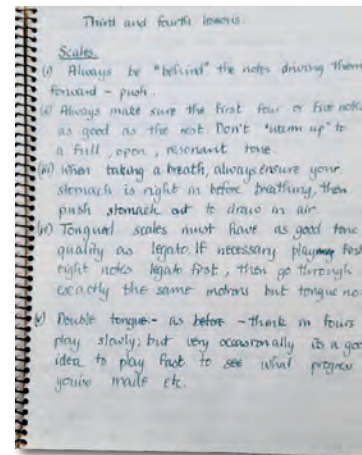 Third and fourth lessons.
Scales.
(i) Always be "behind" the notes driving them
forward - push.
(ii) Always make sure the first four or five notes
as good as the rest. Don't "warm up" to
a full, open, resonant tone.
(iii) When taking a breath, always ensure your
stomach is right in before breathing, then
push stomach out to draw in air.
(iv) Tongued scales must have as good tone
quality as legato. If necessary play
eight notes legato first, then go through
exactly the same motions but tongue
(v) Double tongue:- as before - think in fours
play slowly; but very occasionally its a
idea to play fast to see what progress
you've made etc.